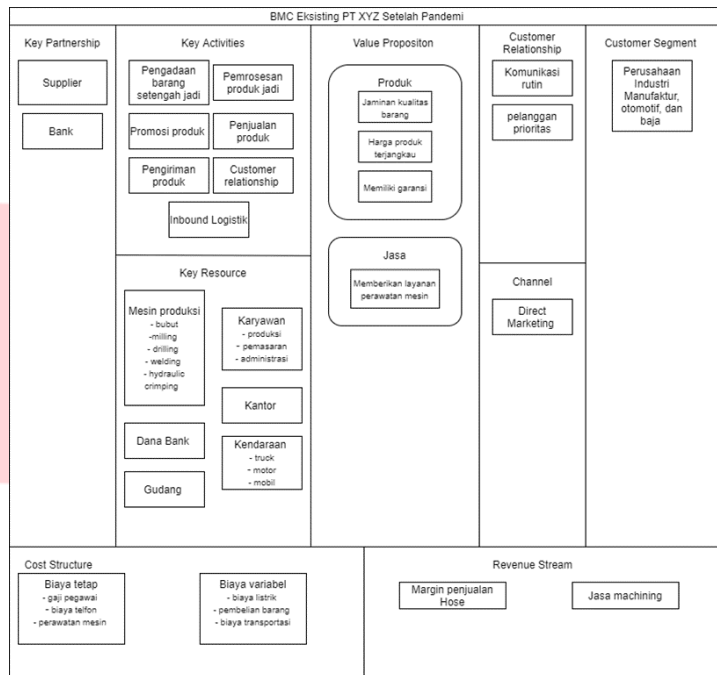 BMC Eksisting PT XYZ Setelah Pandemi
Key Partnership
Supplier
Bank
Key Activities
Pengadaan
barang
setengah jadi
Pemrosesan
produk jadi
Promosi produk
Penjualan
produk
Pengiriman
produk
Customer
relationship
Inbound Logistik
Key Resource
Mesin produksi
- bubut
-milling
- drilling
- welding
- hydraulic
crimping
Karyawan
- produksi
- pemasaran
- administrasi
Kantor
Dana Bank
Kendaraan
- truck
- motor
- mobil
Gudang
Value Propositon
Produk
Jaminan kualitas
barang
Harga produk
terjangkau
Memiliki garansi
Jasa
Memberikan layanan
perawatan mesin
Customer
Relationship
Komunikasi
rutin
pelanggan
prioritas
Channel
Direct
Marketing
Customer Segment
Perusahaan
Industri
Manufaktur,
otomotif, dan
baja
Cost Structure
Biaya tetap
- gaji pegawai
- biaya telfon
- perawatan mesin
Biaya variabel
- biaya listrik
- pembelian barang
- biaya transportasi
Revenue Stream
Margin penjualan
Hose
Jasa machining